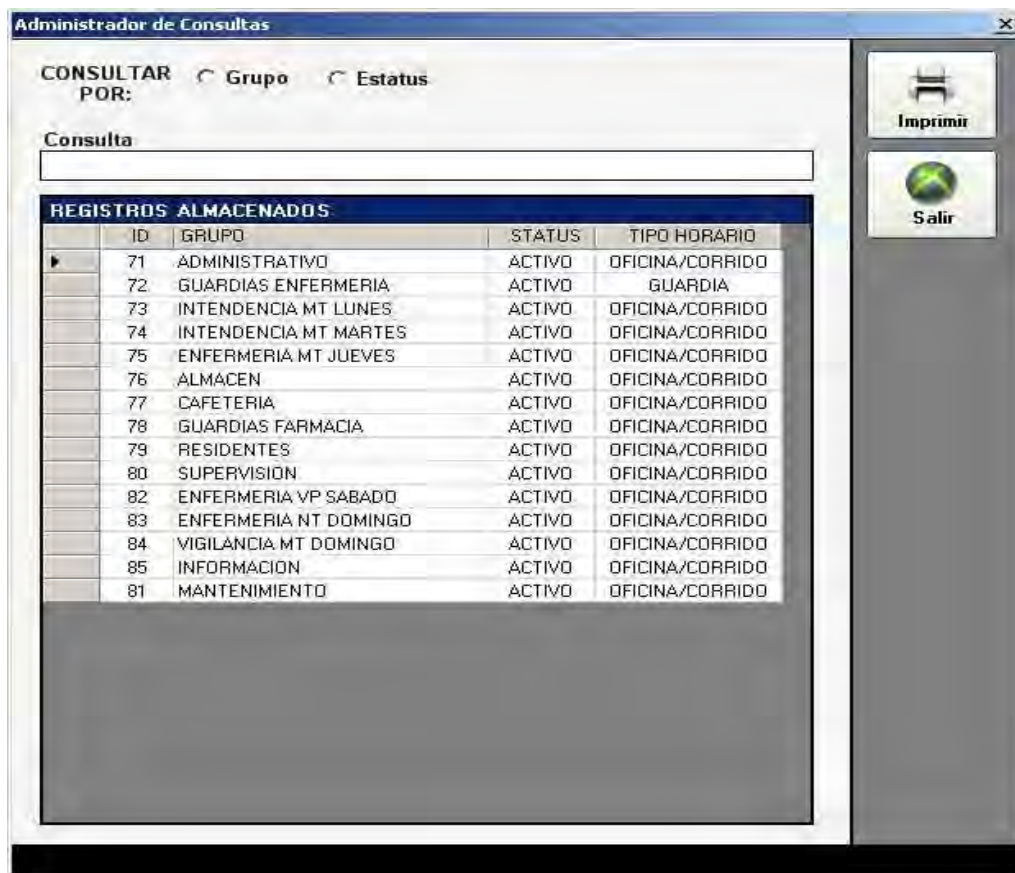 Administrador de Consultas
CONSULTAR POR: Grupo Estatus
Consulta
REGISTROS ALMACENADOS
ID GRUPO STATUS TIPO HORARIO
71 ADMINISTRATIVO ACTIVO OFICINA/CORRIDO
72 GUARDIAS ENFERMERIA ACTIVO GUARDIA
73 INTENDENCIA MT LUNES ACTIVO OFICINA/CORRIDO
74 INTENDENCIA MT MARTES ACTIVO OFICINA/CORRIDO
75 ENFERMERIA MT JUEVES ACTIVO OFICINA/CORRIDO
76 ALMACEN ACTIVO OFICINA/CORRIDO
77 CAFETERIA ACTIVO OFICINA/CORRIDO
78 GUARDIAS FARMACIA ACTIVO OFICINA/CORRIDO
79 RESIDENTES ACTIVO OFICINA/CORRIDO
80 SUPERVISION ACTIVO OFICINA/CORRIDO
82 ENFERMERIA VP SABADO ACTIVO OFICINA/CORRIDO
83 ENFERMERIA NT DOMINGO ACTIVO OFICINA/CORRIDO
84 VIGILANCIA MT DOMINGO ACTIVO OFICINA/CORRIDO
85 INFORMACION ACTIVO OFICINA/CORRIDO
81 MANTENIMIENTO ACTIVO OFICINA/CORRIDO
Imprimir
Salir